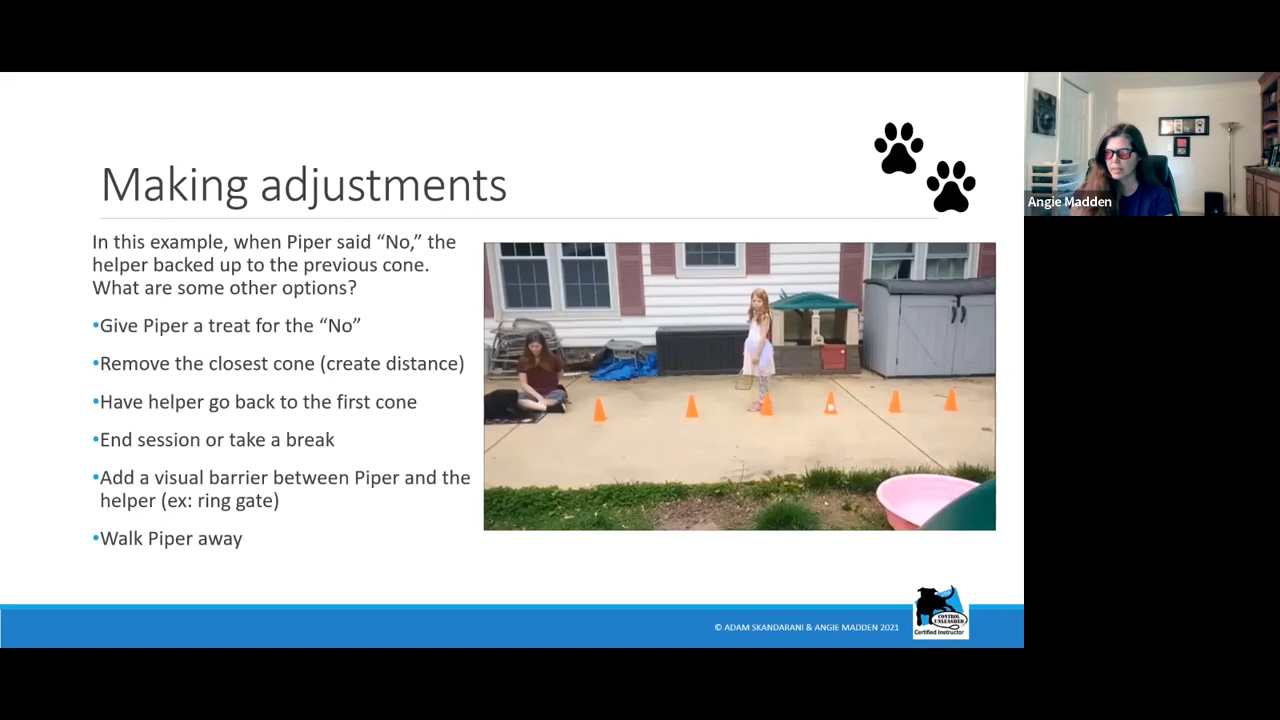 Making adjustments
In this example, when Piper said “No,” the
helper backed up to the previous cone.
What are some other options?
•Give Piper a treat for the “No”
•Remove the closest cone (create distance)
•Have helper go back to the first cone
•End session or take a break
•Add a visual barrier between Piper and the
helper (ex: ring gate)
•Walk Piper away
Angie Madden
© ADAM SKANDARANI & ANGIE MADDEN 2021
CONTROL
UNLEASHED
Certified Instructor